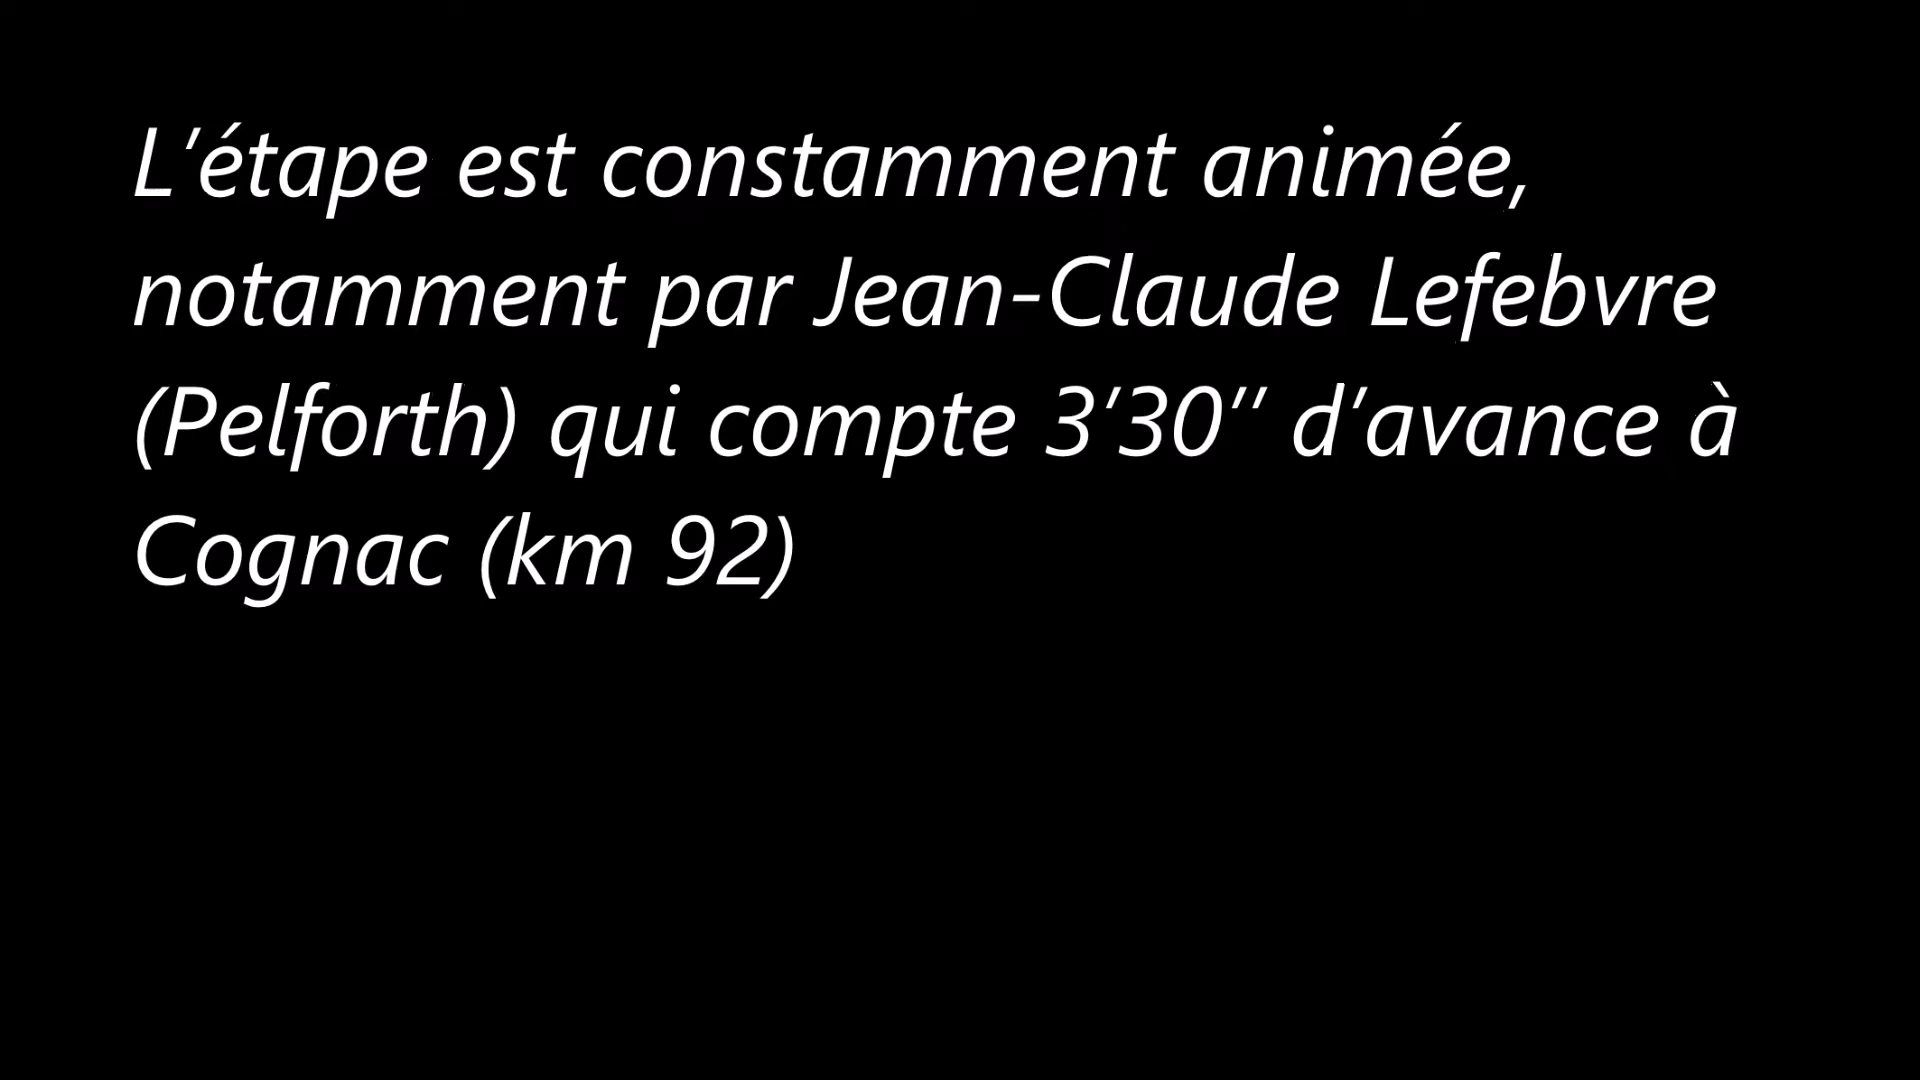 L’étape est constamment animée,
notamment par Jean-Claude Lefebvre
(Pelforth) qui compte 3’30’’ d’avance à
Cognac (km 92)